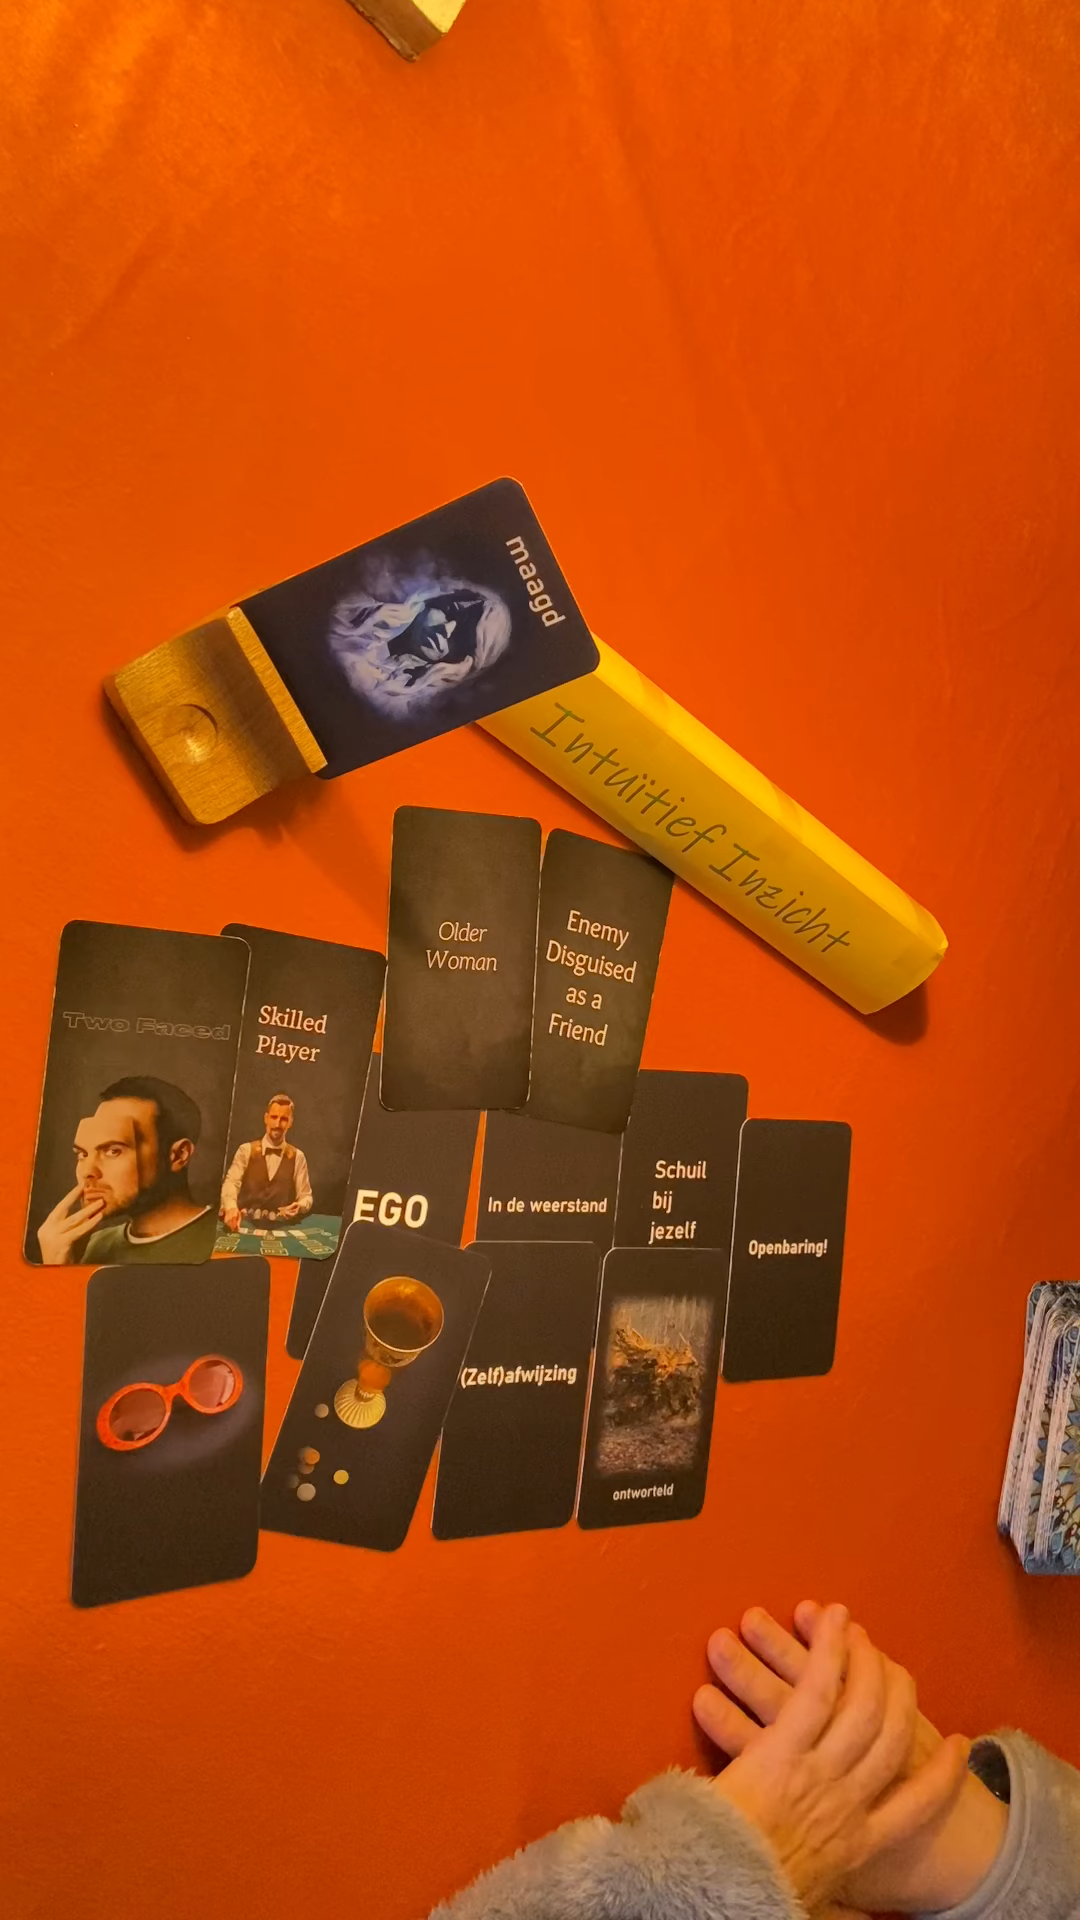 maagd
Intuïtief Inzicht
Older
Woman
Enemy
Disguised
as a
Friend
Two Faced
Skilled
Player
EGO
In de weerstand
Schuil
bij
jezelf
Openbaring!
(Zelf)afwijzing
ontworteld